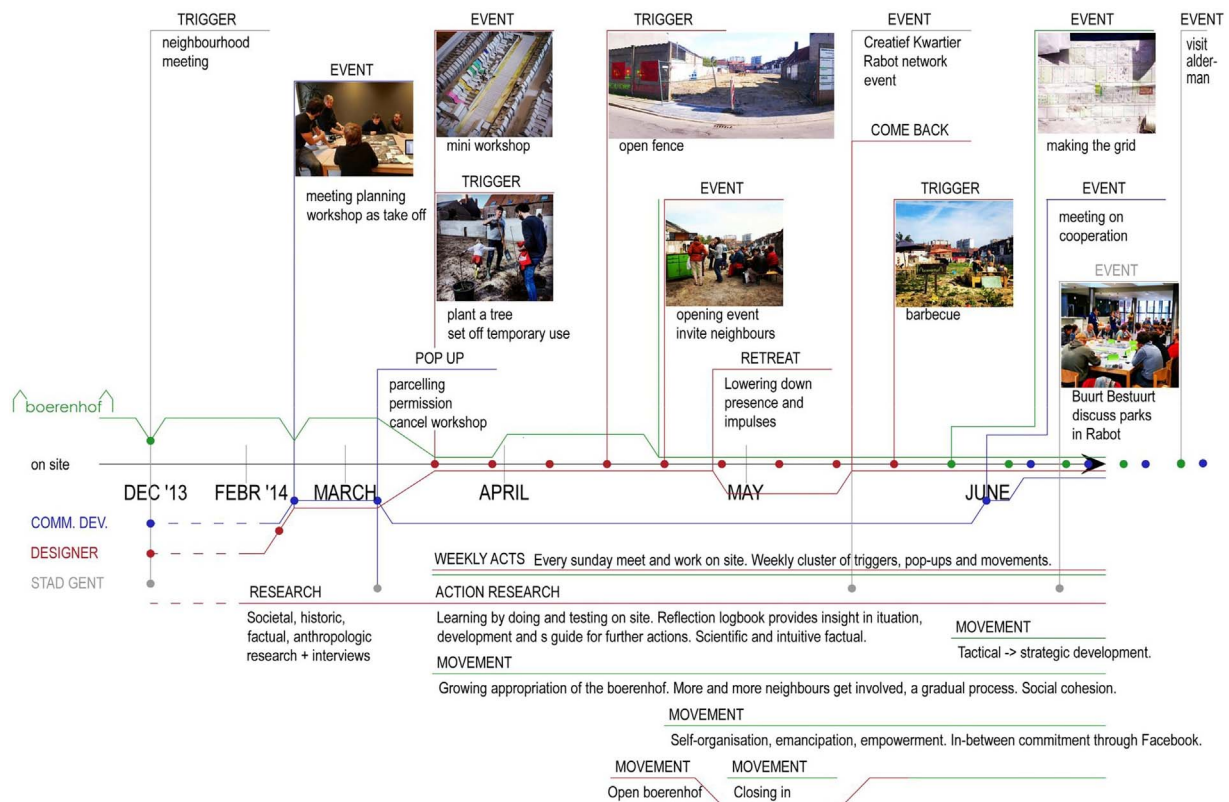 TRIGGER
neighbourhood
meeting
EVENT
meeting planning
workshop as take off
EVENT
mini workshop
TRIGGER
plant a tree
set off temporary use
POP UP
parcelling
permission
cancel workshop
TRIGGER
open fence
EVENT
opening event
invite neighbours
RETREAT
Lowering down
presence and
impulses
EVENT
Creatief Kwartier
Rabot network
event
COME BACK
TRIGGER
barbecue
EVENT
making the grid
EVENT
meeting on
cooperation
EVENT
Buurt Bestuurt
discuss parks
in Rabot
EVENT
visit
alder-
man
boerenhof
on site
DEC '13
FEBR '14
MARCH
APRIL
MAY
JUNE
COMM. DEV.
DESIGNER
STAD GENT
WEEKLY ACTS Every sunday meet and work on site. Weekly cluster of triggers, pop-ups and movements.
RESEARCH
Societal, historic,
factual, anthropologic
research + interviews
ACTION RESEARCH
Learning by doing and testing on site. Reflection logbook provides insight in ituation,
development and s guide for further actions. Scientific and intuitive factual.
MOVEMENT
Tactical -> strategic development.
MOVEMENT
Growing appropriation of the boerenhof. More and more neighbours get involved, a gradual process. Social cohesion.
MOVEMENT
Self-organisation, emancipation, empowerment. In-between commitment through Facebook.
MOVEMENT
Open boerenhof
MOVEMENT
Closing in